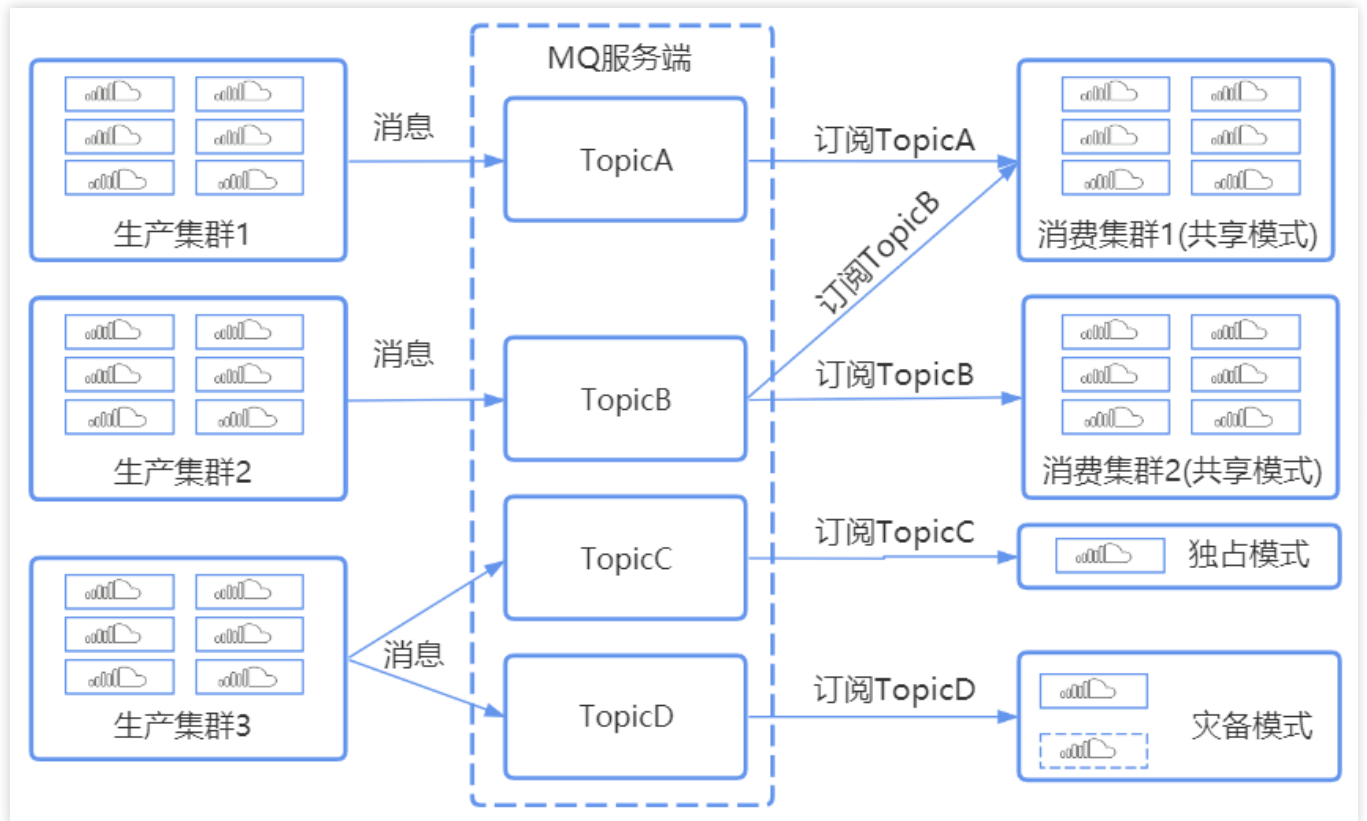 MQ服务端
消息
TopicA
订阅TopicA
生产集群1
消费集群1(共享模式)
订阅TopicB
消息
TopicB
订阅TopicB
生产集群2
消费集群2(共享模式)
TopicC
订阅TopicC
独占模式
消息
生产集群3
TopicD
订阅TopicD
灾备模式